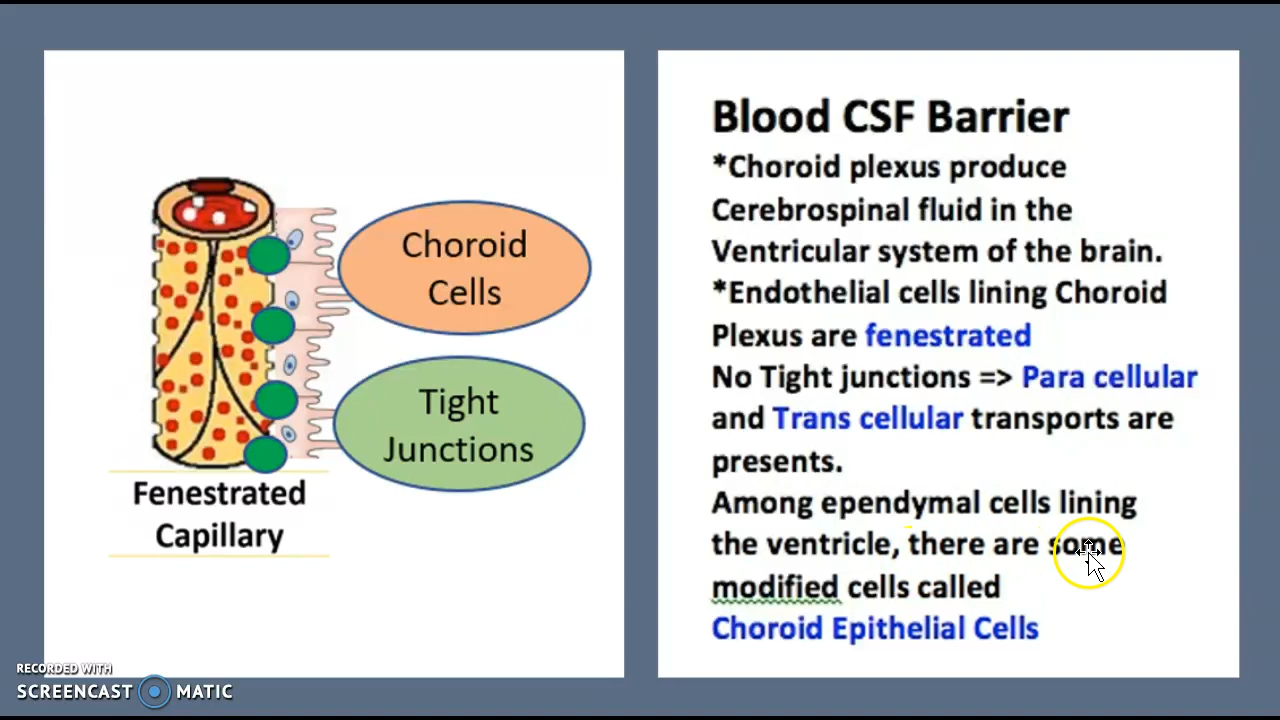 Choroid
Cells
Tight
Junctions
Fenestrated
Capillary
Blood CSF Barrier
*Choroid plexus produce
Cerebrospinal fluid in the
Ventricular system of the brain.
*Endothelial cells lining Choroid
Plexus are fenestrated
No Tight junctions => Para cellular
and Trans cellular transports are
presents.
Among ependymal cells lining
the ventricle, there are some
modified cells called
Choroid Epithelial Cells
RECORDED WITH
SCREENCAST MATIC